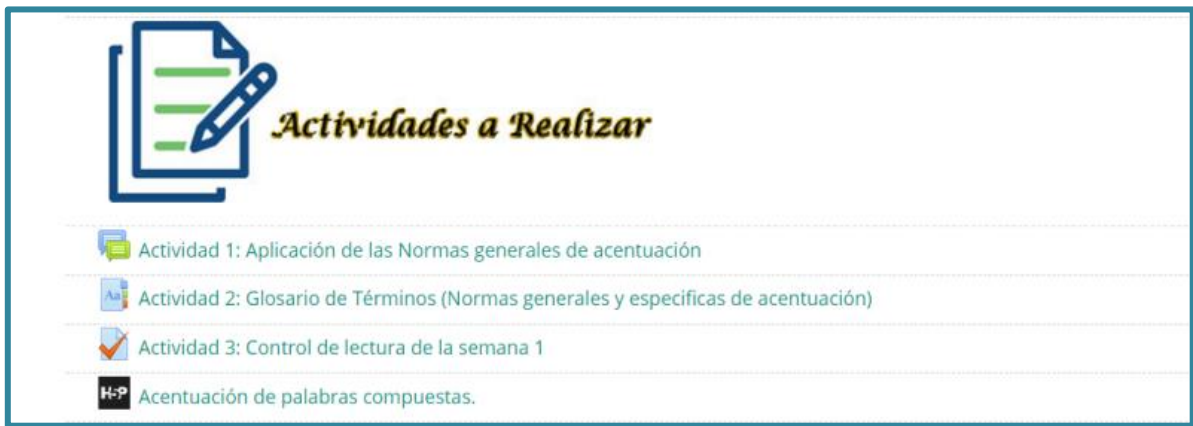 Actividades a Realizar
Actividad 1: Aplicación de las Normas generales de acentuación
Aa
Actividad 2: Glosario de Términos (Normas generales y especificas de acentuación)
Actividad 3: Control de lectura de la semana 1
H-P
Acentuación de palabras compuestas.